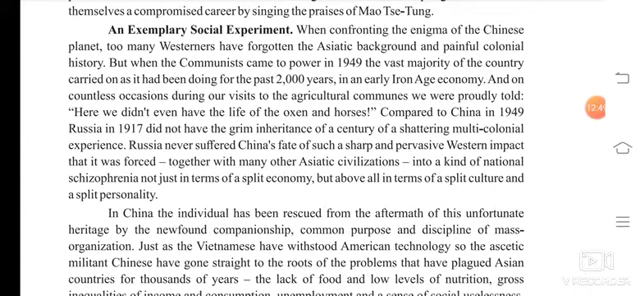 themselves a compromised career by singing the praises of Mao Tse-Tung.
An Exemplary Social Experiment. When confronting the enigma of the Chinese
planet, too many Westerners have forgotten the Asiatic background and painful colonial
history. But when the Communists came to power in 1949 the vast majority of the country
carried on as it had been doing for the past 2,000 years, in an early Iron Age economy. And on
countless occasions during our visits to the agricultural communes we were proudly told:
“Here we didn't even have the life of the oxen and horses!” Compared to China in 1949
Russia in 1917 did not have the grim inheritance of a century of a shattering multi-colonial
experience. Russia never suffered China's fate of such a sharp and pervasive Western impact
that it was forced – together with many other Asiatic civilizations – into a kind of national
schizophrenia not just in terms of a split economy, but above all in terms of a split culture and
a split personality.
In China the individual has been rescued from the aftermath of this unfortunate
heritage by the newfound companionship, common purpose and discipline of mass-
organization. Just as the Vietnamese have withstood American technology so the ascetic
militant Chinese have gone straight to the roots of the problems that have plagued Asian
countries for thousands of years – the lack of food and low levels of nutrition, gross
inequalities of income and consumption, unemployment and a sense of social uselessness,
12:49
V RECORDER